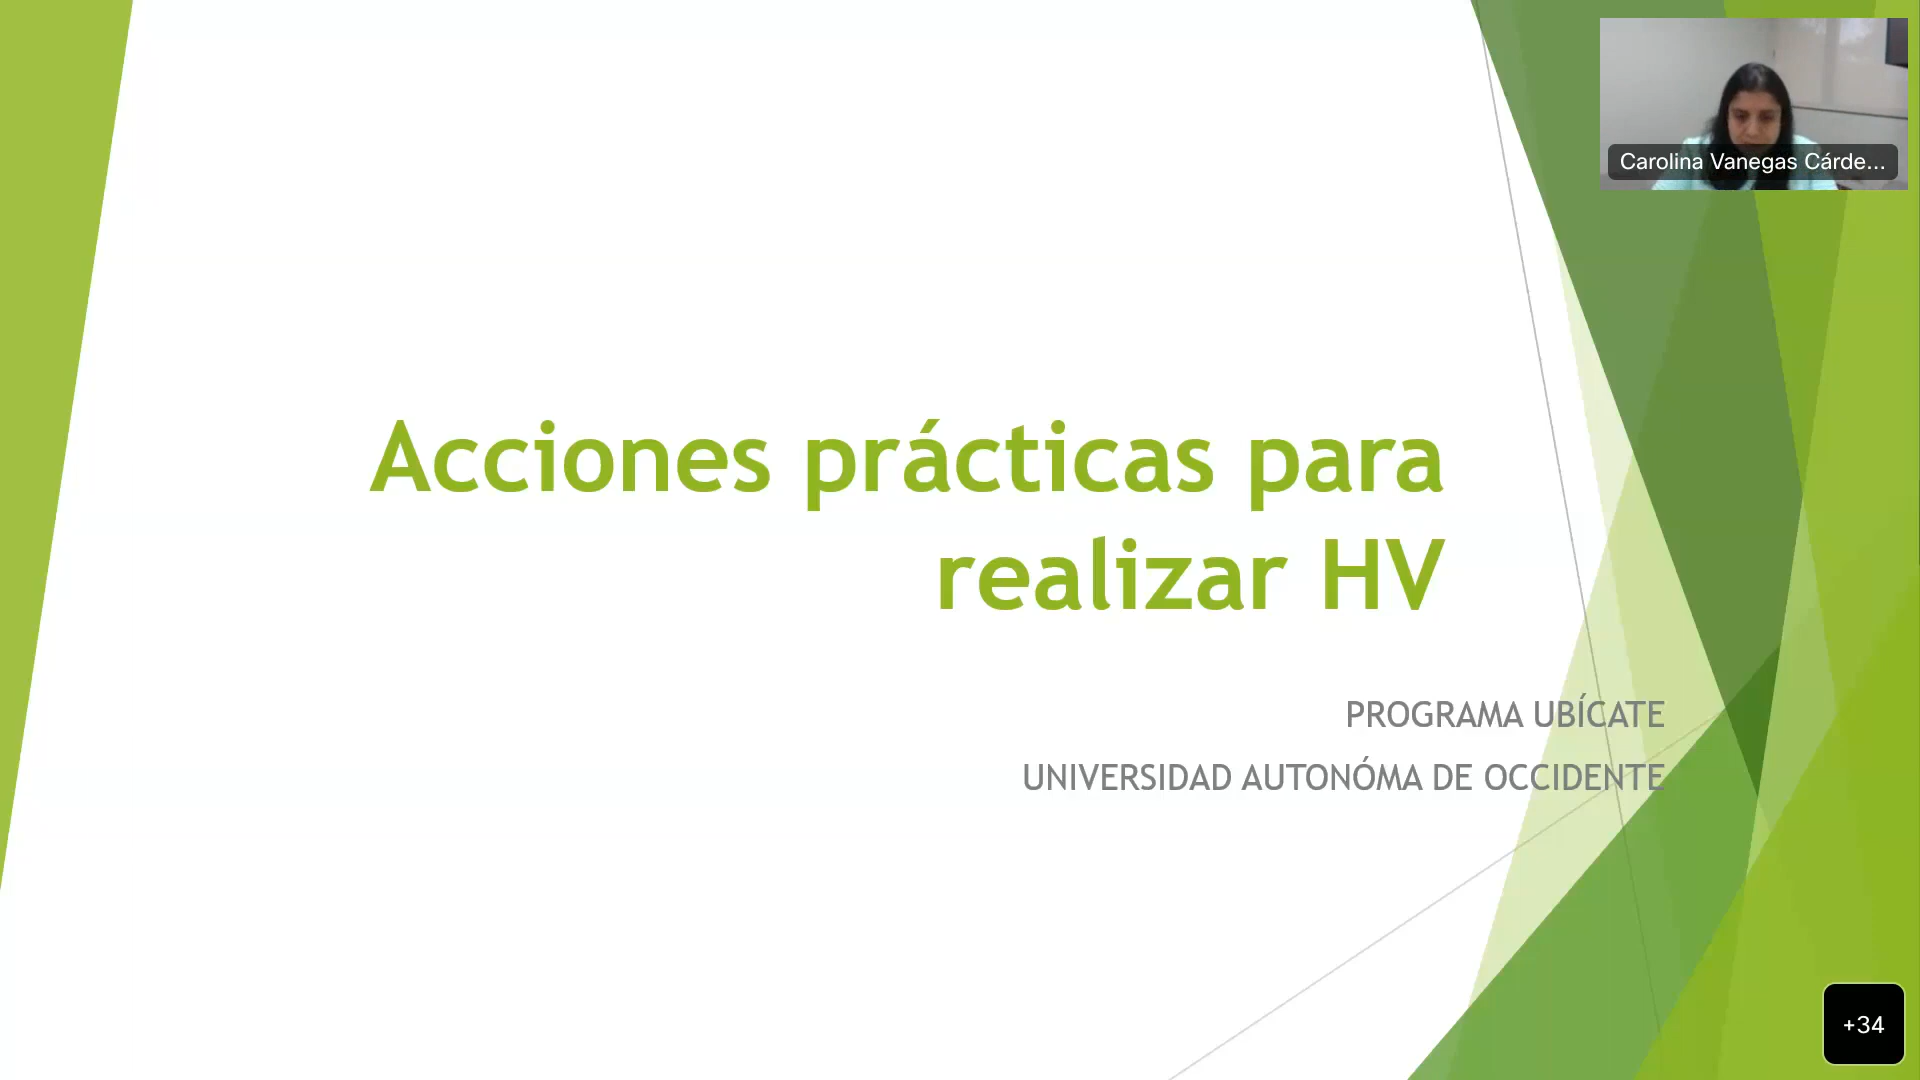 Carolina Vanegas Cárde...
Acciones prácticas para
realizar HV
PROGRAMA UBÍCATE
UNIVERSIDAD AUTONÓMA DE OCCIDENTE
+34